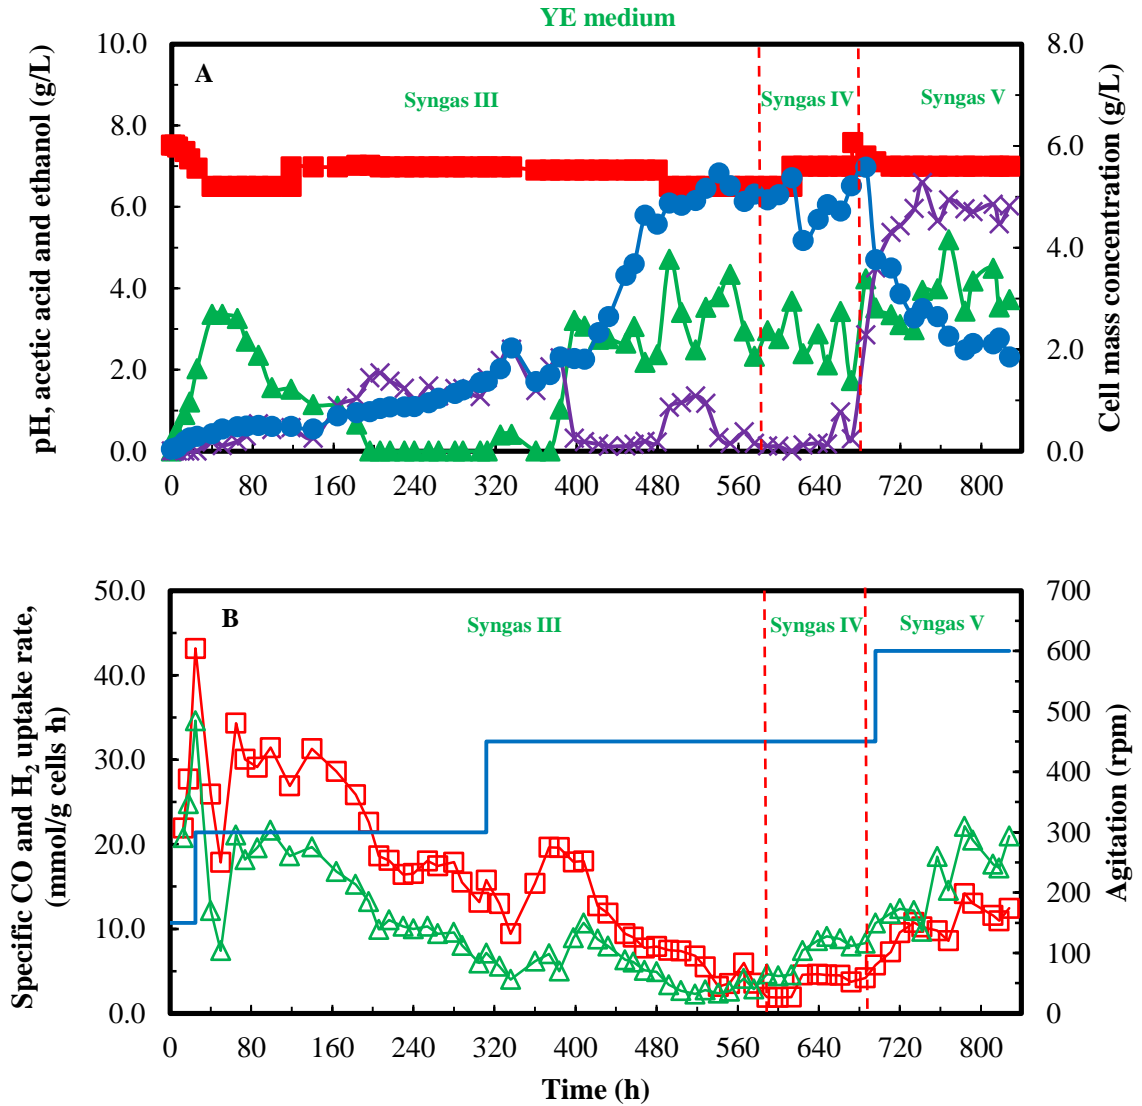 YE medium
A
Syngas III
Syngas IV
Syngas V
pH, acetic acid and ethanol (g/L)
10.0
8.0
6.0
4.0
2.0
0.0
Cell mass concentration (g/L)
8.0
6.0
4.0
2.0
0.0
0 80 160 240 320 400 480 560 640 720 800
B
Syngas III
Syngas IV
Syngas V
Specific CO and H2 uptake rate,
(mmol/g cells·h)
50.0
40.0
30.0
20.0
10.0
0.0
Agitation (rpm)
700
600
500
400
300
200
100
0
0 80 160 240 320 400 480 560 640 720 800
Time (h)